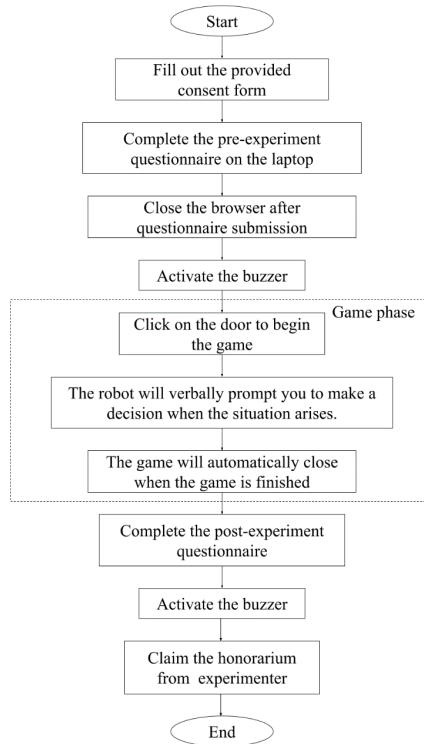 Start
Fill out the provided
consent form
Complete the pre-experiment
questionnaire on the laptop
Close the browser after
questionnaire submission
Activate the buzzer
Game phase
Click on the door to begin
the game
The robot will verbally prompt you to make a
decision when the situation arises.
The game will automatically close
when the game is finished
Complete the post-experiment
questionnaire
Activate the buzzer
Claim the honorarium
from experimenter
End